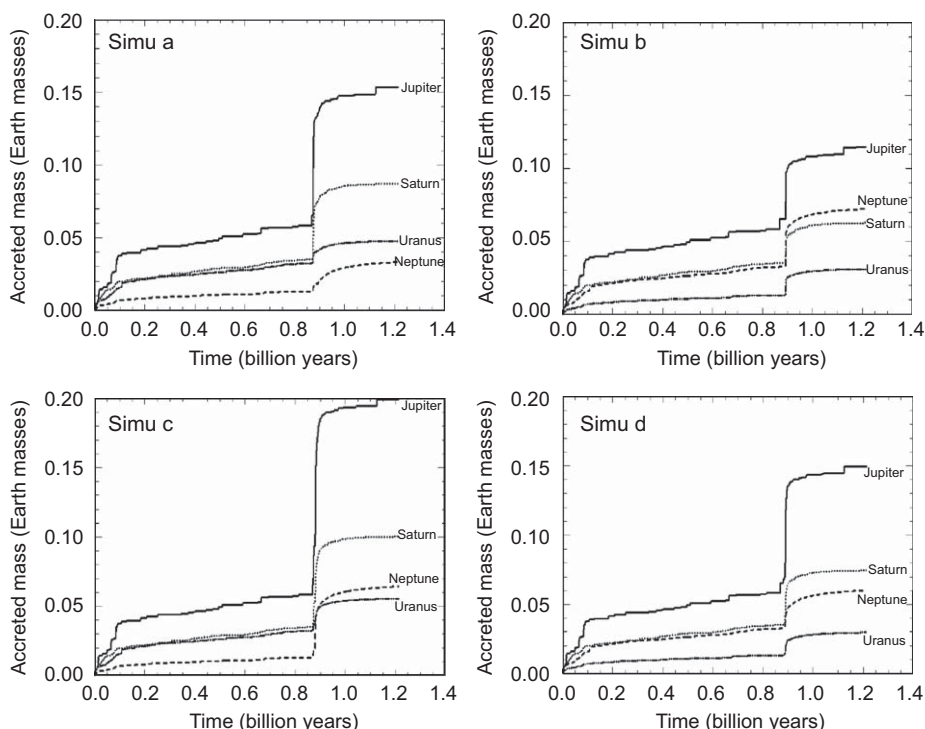 Simu a
Accreted mass (Earth masses)
0.20
0.15
0.10
0.05
0.00
Jupiter
Saturn
Uranus
Neptune
0.0 0.2 0.4 0.6 0.8 1.0 1.2 1.4
Time (billion years)
Simu b
Accreted mass (Earth masses)
0.20
0.15
0.10
0.05
0.00
Jupiter
Neptune
Saturn
Uranus
0.0 0.2 0.4 0.6 0.8 1.0 1.2 1.4
Time (billion years)
Simu c
Accreted mass (Earth masses)
0.20
0.15
0.10
0.05
0.00
Jupiter
Saturn
Neptune
Uranus
0.0 0.2 0.4 0.6 0.8 1.0 1.2 1.4
Time (billion years)
Simu d
Accreted mass (Earth masses)
0.20
0.15
0.10
0.05
0.00
Jupiter
Saturn
Neptune
Uranus
0.0 0.2 0.4 0.6 0.8 1.0 1.2 1.4
Time (billion years)